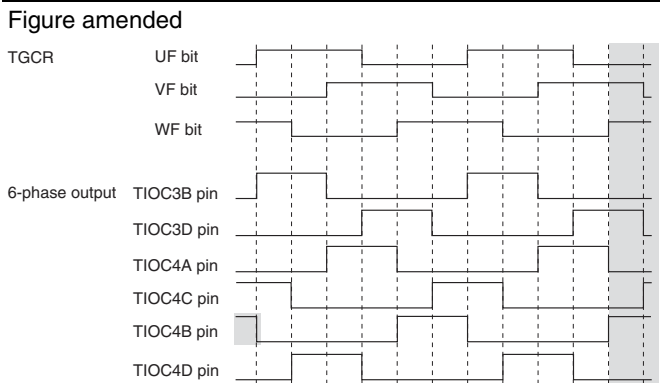 Figure amended
TGCR UF bit
VF bit
WF bit
6-phase output TIOC3B pin
TIOC3D pin
TIOC4A pin
TIOC4C pin
TIOC4B pin
TIOC4D pin